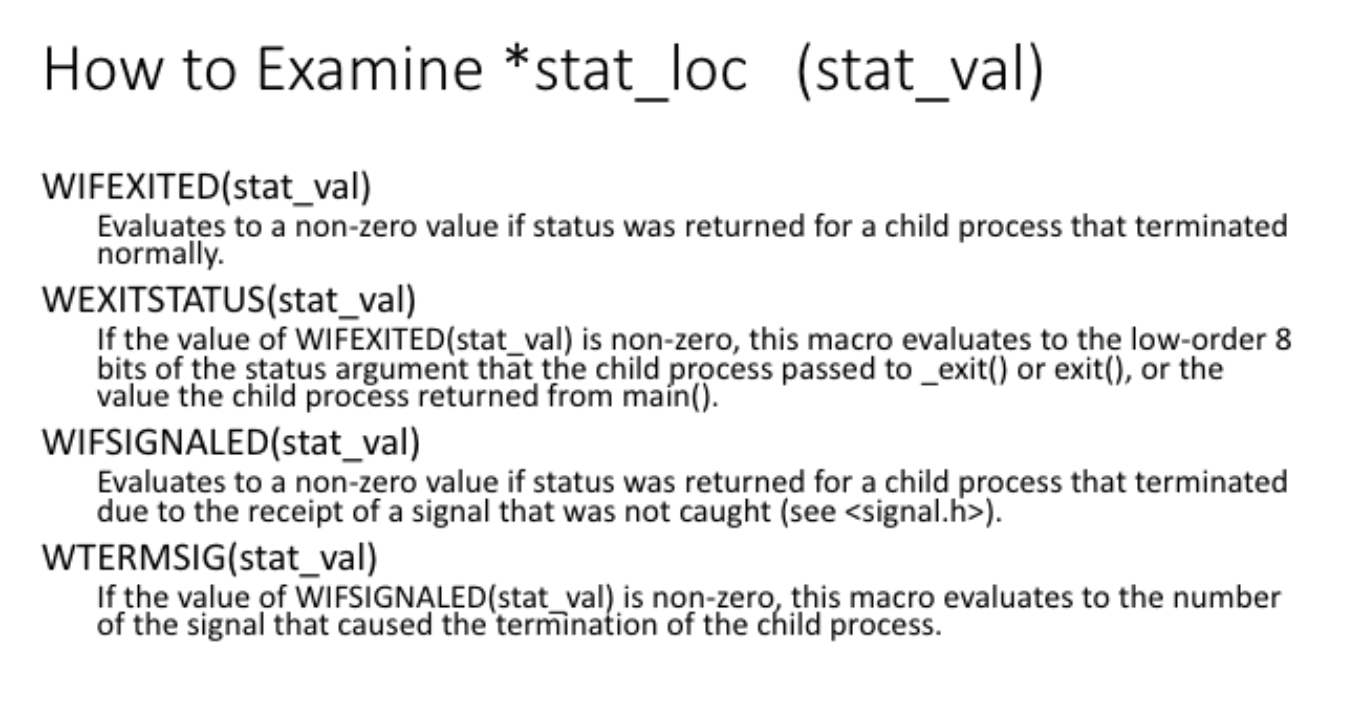 How to Examine *stat_loc (stat_val)
WIFEXITED(stat_val)
Evaluates to a non-zero value if status was returned for a child process that terminated
normally.
WEXITSTATUS(stat_val)
If the value of WIFEXITED(stat_val) is non-zero, this macro evaluates to the low-order 8
bits of the status argument that the child process passed to _exit() or exit(), or the
value the child process returned from main().
WIFSIGNALED(stat_val)
Evaluates to a non-zero value if status was returned for a child process that terminated
due to the receipt of a signal that was not caught (see <signal.h>).
WTERMSIG(stat_val)
If the value of WIFSIGNALED(stat_val) is non-zero, this macro evaluates to the number
of the signal that caused the termination of the child process.